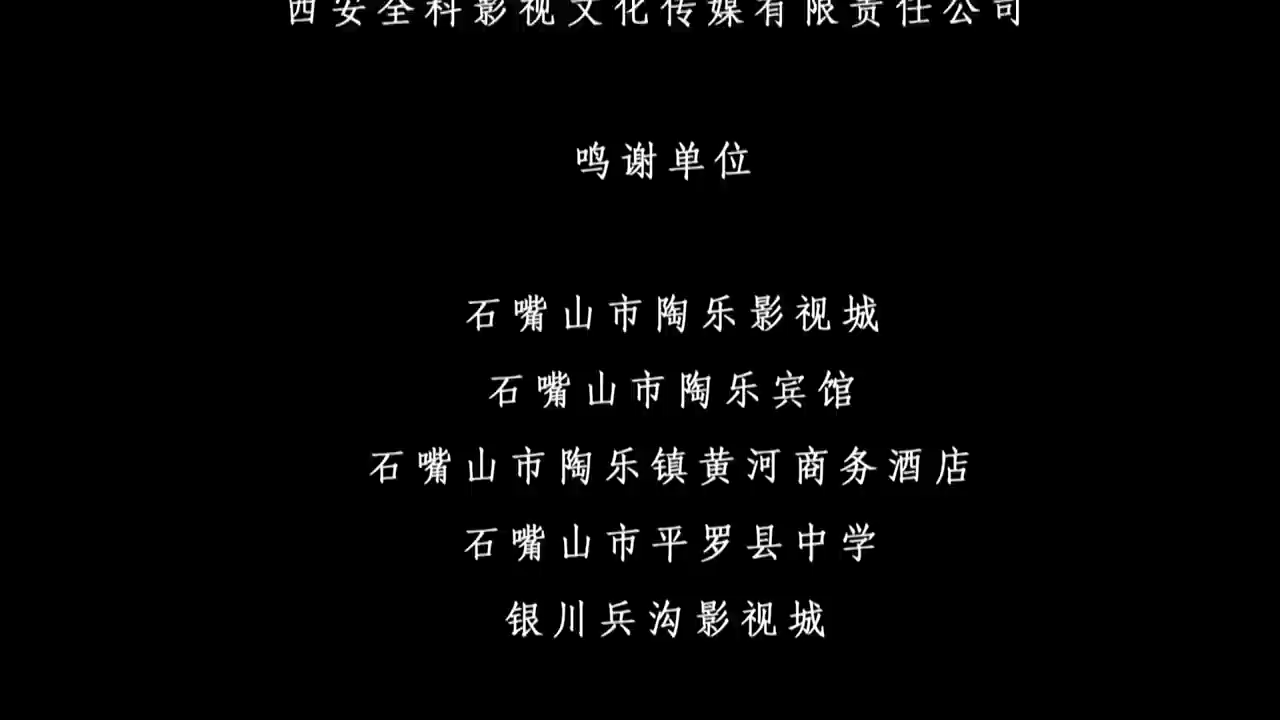 西安全科影视文化传媒有限责任公司
鸣谢单位
石嘴山市陶乐影视城
石嘴山市陶乐宾馆
石嘴山市陶乐镇黄河商务酒店
石嘴山市平罗县中学
银川兵沟影视城